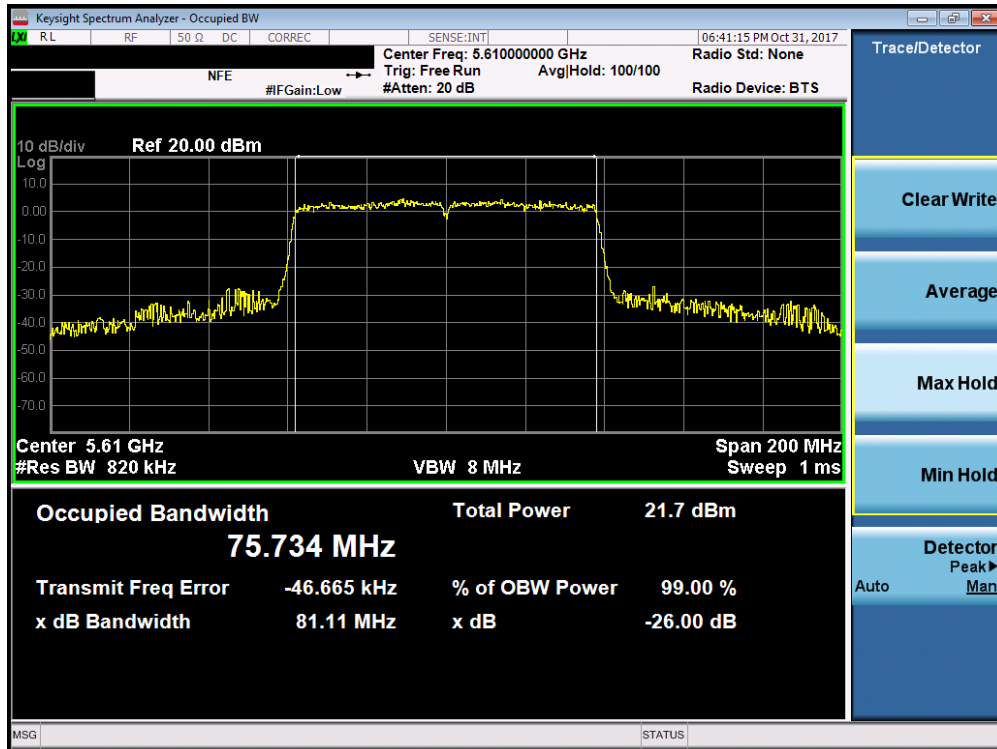 Keysight Spectrum Analyzer - Occupied BW
LXI RL RF 50 Ω DC CORREC SENSE:INT 06:41:15 PM Oct 31, 2017
Center Freq: 5.610000000 GHz Radio Std: None
NFE Trig: Free Run Avg|Hold: 100/100
#IFGain:Low #Atten: 20 dB Radio Device: BTS
Trace/Detector
10 dB/div Ref 20.00 dBm
Log
10.0
0.00
-10.0
-20.0
-30.0
-40.0
-50.0
-60.0
-70.0
Center 5.61 GHz Span 200 MHz
#Res BW 820 kHz VBW 8 MHz Sweep 1 ms
Occupied Bandwidth Total Power 21.7 dBm
75.734 MHz
Transmit Freq Error -46.665 kHz % of OBW Power 99.00 %
x dB Bandwidth 81.11 MHz x dB -26.00 dB
Clear Write
Average
Max Hold
Min Hold
Detector
Peak▶
Auto Man
MSG STATUS